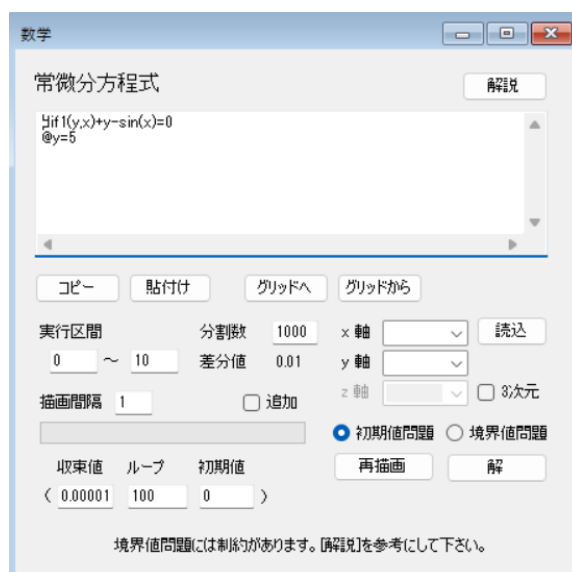 数学
常微分方程式
解説
dif1(y,x)+y-sin(x)=0
@y=5
コピー 貼付け グリッドへ グリッドから
実行区間 分割数 1000 x 軸 読込
0 ～ 10 差分値 0.01 y 軸
z 軸 3次元
描画間隔 1 追加
初期値問題 境界値問題
収束値 ループ 初期値 再描画 解
( 0.00001 100 0 )
境界値問題には制約があります。[解説]を参考にして下さい。